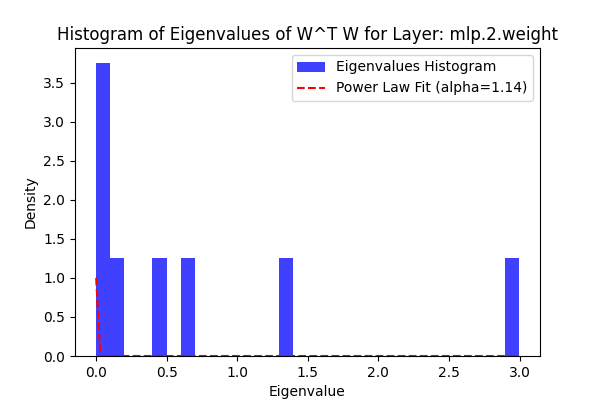 Histogram of Eigenvalues of W^T W for Layer: mlp.2.weight
Eigenvalues Histogram
Power Law Fit (alpha=1.14)
3.5
3.0
2.5
2.0
1.5
1.0
0.5
0.0
Density
0.0 0.5 1.0 1.5 2.0 2.5 3.0
Eigenvalue